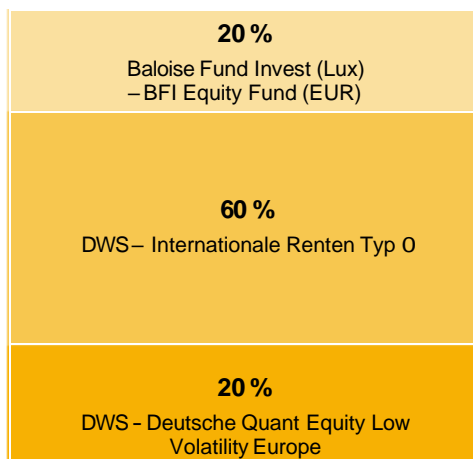 20 %
Baloise Fund Invest (Lux)
– BFI Equity Fund (EUR)
60 %
DWS – Internationale Renten Typ O
20 %
DWS - Deutsche Quant Equity Low
Volatility Europe